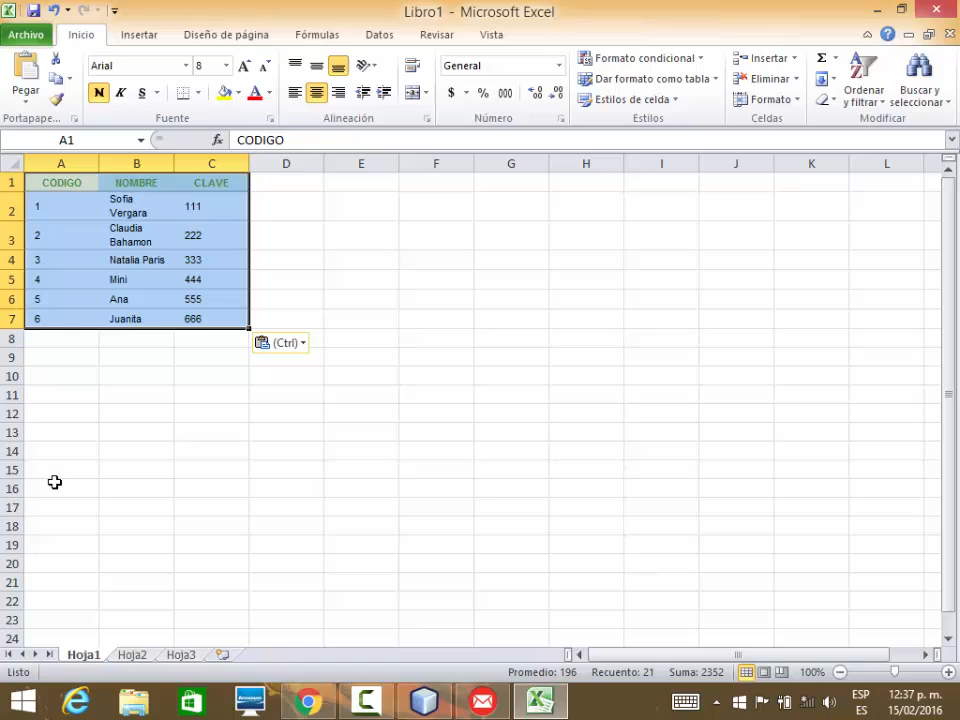 Libro1 - Microsoft Excel
Archivo Inicio Insertar Diseño de página Fórmulas Datos Revisar Vista
Pegar
Arial 8
N K S
General
$ % 000
Formato condicional
Dar formato como tabla
Estilos de celda
Insertar
Eliminar
Formato
Σ
Ordenar y filtrar
Buscar y seleccionar
Portapape... Fuente Alineación Número Estilos Celdas Modificar
A1 fx CODIGO
A B C D E F G H I J K L
1 CODIGO NOMBRE CLAVE
2 1 Sofia Vergara 111
3 2 Claudia Bahamon 222
4 3 Natalia Paris 333
5 4 Mini 444
6 5 Ana 555
7 6 Juanita 666
8 (Ctrl)
9
10
11
12
13
14
15
16
17
18
19
20
21
22
23
24
Hoja1 Hoja2 Hoja3
Listo Promedio: 196 Recuento: 21 Suma: 2352 100%
ESP 12:37 p. m.
ES 15/02/2016